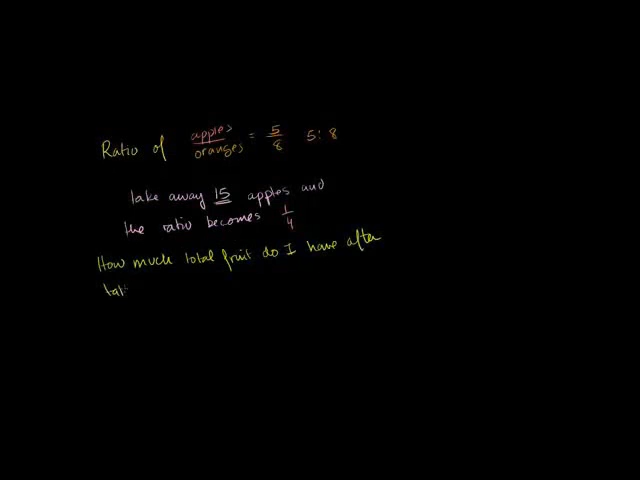 Ratio of apples/oranges = 5/8 5:8
take away 15 apples and
the ratio becomes 1/4
How much total fruit do I have after
tak